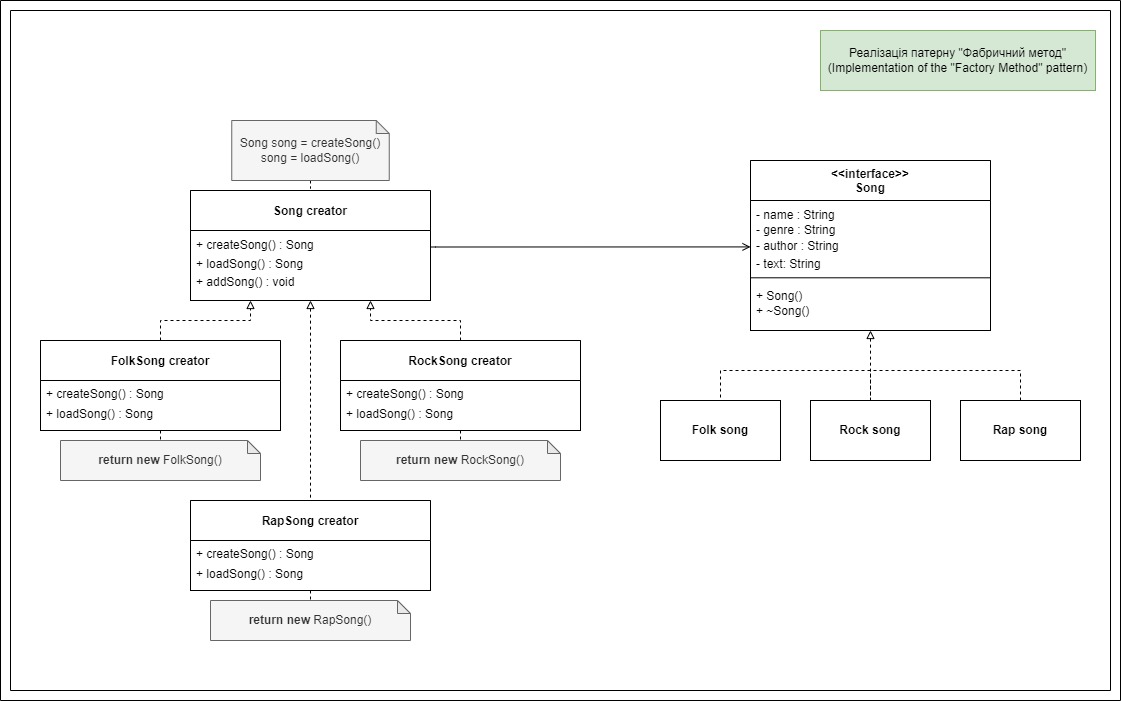 Реалізація патерну "Фабричний метод"
(Implementation of the "Factory Method" pattern)
Song song = createSong()
song = loadSong()
Song creator
+ createSong() : Song
+ loadSong() : Song
+ addSong() : void
<<interface>>
Song
- name : String
- genre : String
- author : String
- text: String
+ Song()
+ ~Song()
FolkSong creator
+ createSong() : Song
+ loadSong() : Song
return new FolkSong()
RockSong creator
+ createSong() : Song
+ loadSong() : Song
return new RockSong()
Folk song
Rock song
Rap song
RapSong creator
+ createSong() : Song
+ loadSong() : Song
return new RapSong()